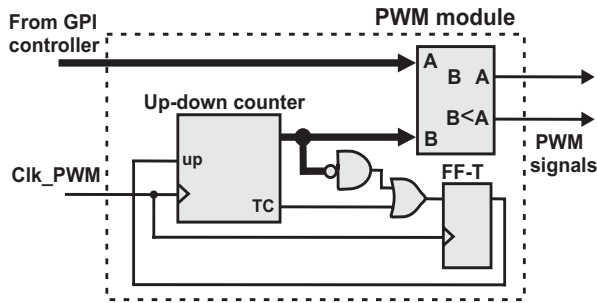 From GPI
controller
PWM module
A
B A
B<A
B
PWM
signals
Up-down counter
up
TC
Clk_PWM
FF-T